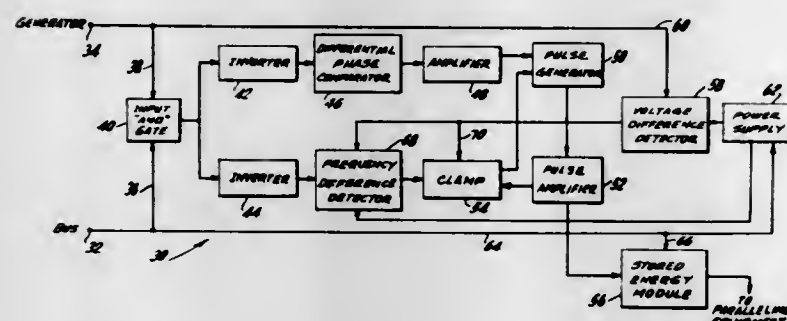 GENERATOR
34
38
60
INVERTER
42
DIFFERENTIAL
PHASE
COMPARATOR
46
AMPLIFIER
48
PULSE
GENERATOR
50
58
62
INPUT
"AND"
GATE
40
VOLTAGE
DIFFERENCE
DETECTOR
POWER
SUPPLY
68
70
INVERTER
44
FREQUENCY
DIFFERENCE
DETECTOR
CLAMP
54
PULSE
AMPLIFIER
52
36
BUS
32
30
64
66
STORED
ENERGY
MODULE
56
TO
PARALLELING